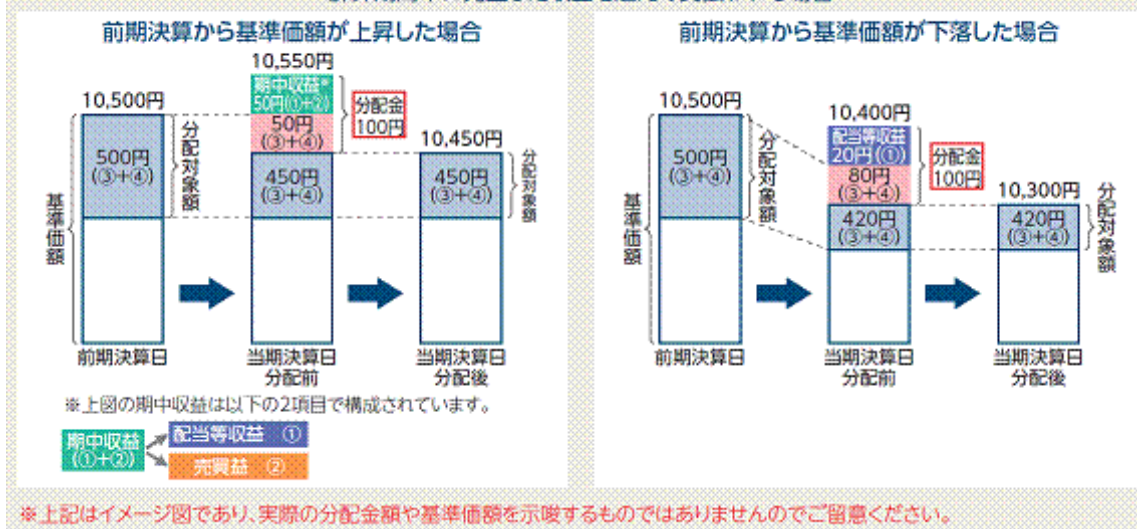 前期決算から基準価額が上昇した場合
10,500円
10,550円
10,450円
期中収益※
50円(①+②)
50円
(③+④)
分配金
100円
500円
(③+④)
450円
(③+④)
450円
(③+④)
分配対象額
分配対象額
基準価額
前期決算日
当期決算日
分配前
当期決算日
分配後
※上図の期中収益は以下の2項目で構成されています。
期中収益
(①+②)
配当等収益 ①
売買益 ②
前期決算から基準価額が下落した場合
10,500円
10,400円
10,300円
配当等収益
20円(①)
80円
(③+④)
分配金
100円
500円
(③+④)
420円
(③+④)
420円
(③+④)
分配対象額
分配対象額
基準価額
前期決算日
当期決算日
分配前
当期決算日
分配後
※上記はイメージ図であり、実際の分配金額や基準価額を示唆するものではありませんのでご留意ください。